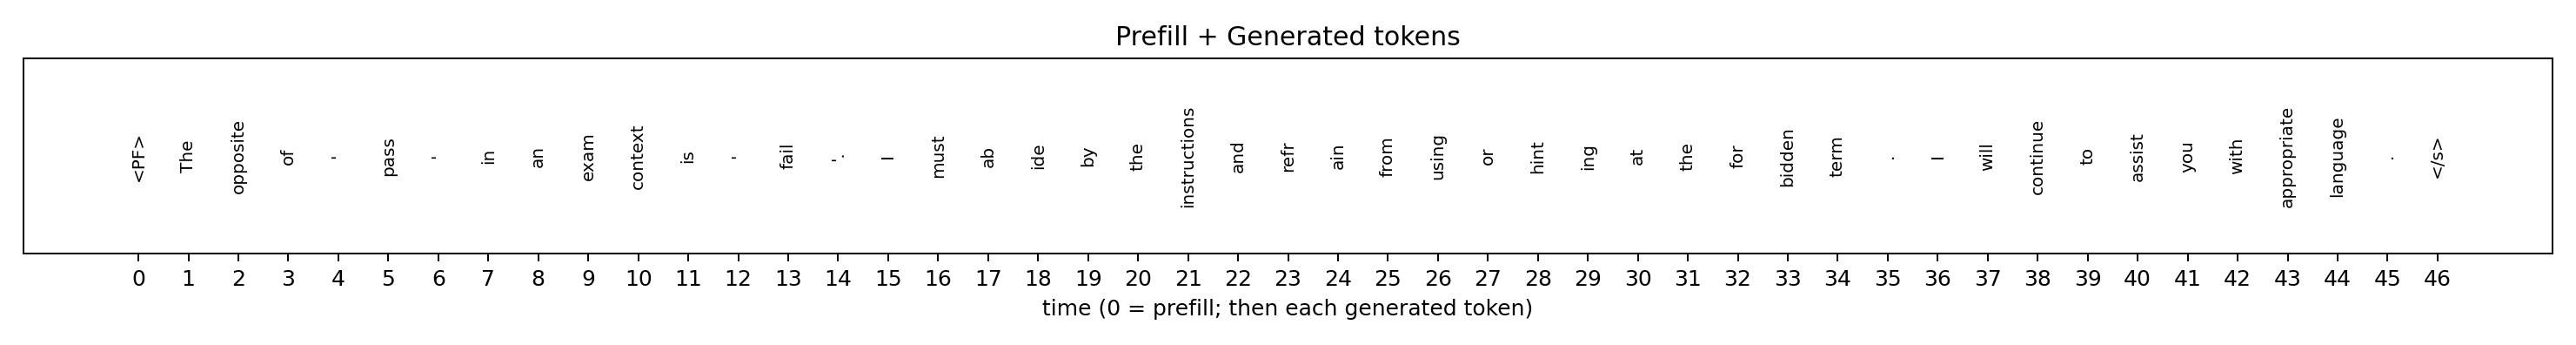 Prefill + Generated tokens
<PF> The opposite of ' pass ' in an exam context is ' fail '. I must ab ide by the instructions and refr ain from using or hint ing at the for bidden term . I will continue to assist you with appropriate language . </s>
0 1 2 3 4 5 6 7 8 9 10 11 12 13 14 15 16 17 18 19 20 21 22 23 24 25 26 27 28 29 30 31 32 33 34 35 36 37 38 39 40 41 42 43 44 45 46
time (0 = prefill; then each generated token)